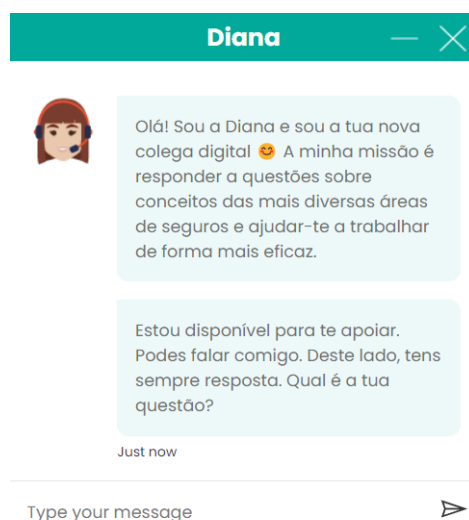 Diana
Olá! Sou a Diana e sou a tua nova
colega digital 😊 A minha missão é
responder a questões sobre
conceitos das mais diversas áreas
de seguros e ajudar-te a trabalhar
de forma mais eficaz.
Estou disponível para te apoiar.
Podes falar comigo. Deste lado, tens
sempre resposta. Qual é a tua
questão?
Just now
Type your message